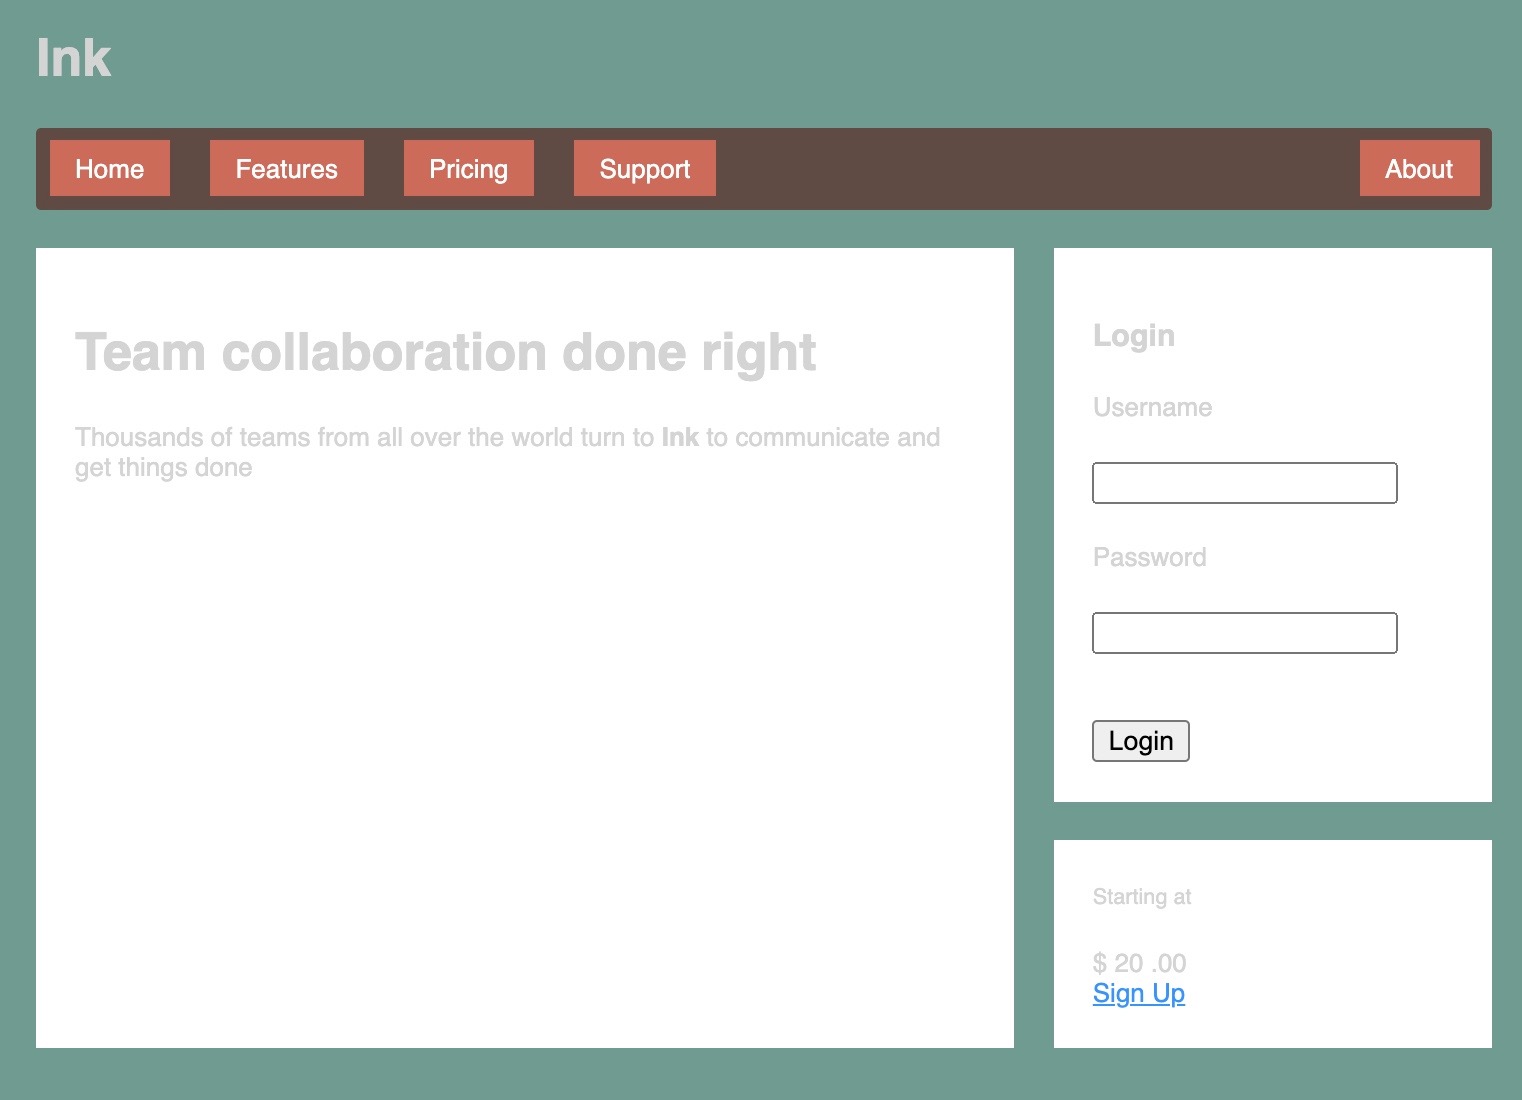 Ink
Home Features Pricing Support About
Team collaboration done right
Thousands of teams from all over the world turn to Ink to communicate and
get things done
Login
Username
Password
Login
Starting at
$ 20 .00
Sign Up